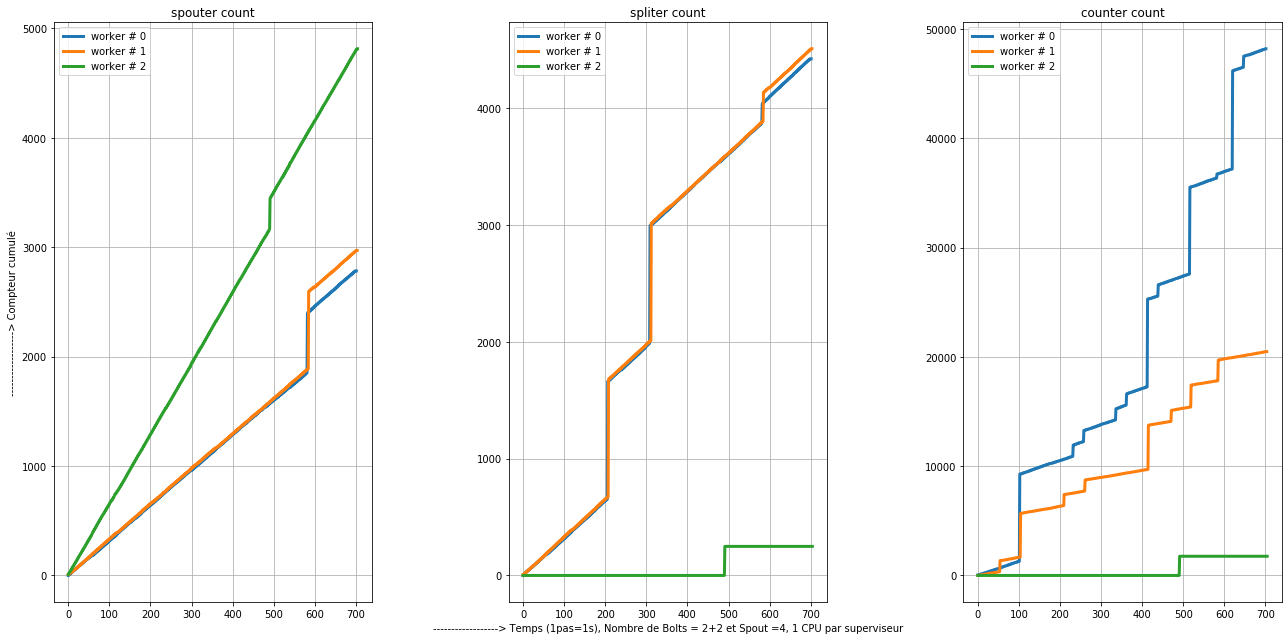 spouter count
worker # 0
worker # 1
worker # 2
5000
4000
3000
2000
1000
0
0 100 200 300 400 500 600 700
------------------> Compteur cumulé
spliter count
worker # 0
worker # 1
worker # 2
4000
3000
2000
1000
0
0 100 200 300 400 500 600 700
------------------> Temps (1pas=1s), Nombre de Bolts = 2+2 et Spout =4, 1 CPU par superviseur
counter count
worker # 0
worker # 1
worker # 2
50000
40000
30000
20000
10000
0
0 100 200 300 400 500 600 700